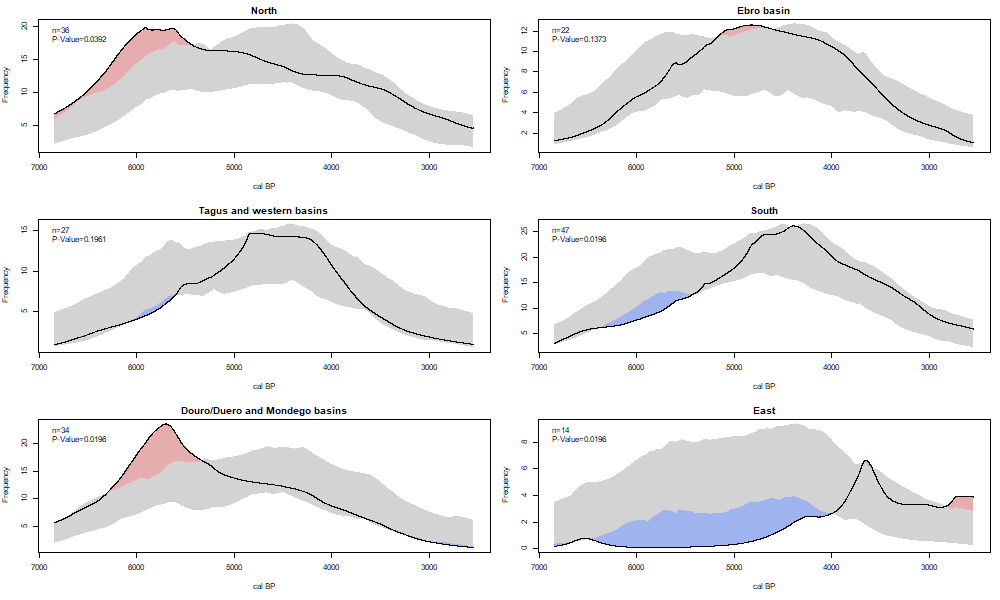 North
n=36
P-Value=0.0392
Frequency
5
10
15
20
7000
6000
5000
4000
3000
cal BP
Ebro basin
n=22
P-Value=0.1373
Frequency
2
4
6
8
10
12
7000
6000
5000
4000
3000
cal BP
Tagus and western basins
n=27
P-Value=0.1961
Frequency
5
10
15
7000
6000
5000
4000
3000
cal BP
South
n=47
P-Value=0.0196
Frequency
5
10
15
20
25
7000
6000
5000
4000
3000
cal BP
Douro/Duero and Mondego basins
n=34
P-Value=0.0196
Frequency
5
10
15
20
7000
6000
5000
4000
3000
cal BP
East
n=14
P-Value=0.0196
Frequency
0
2
4
6
8
7000
6000
5000
4000
3000
cal BP